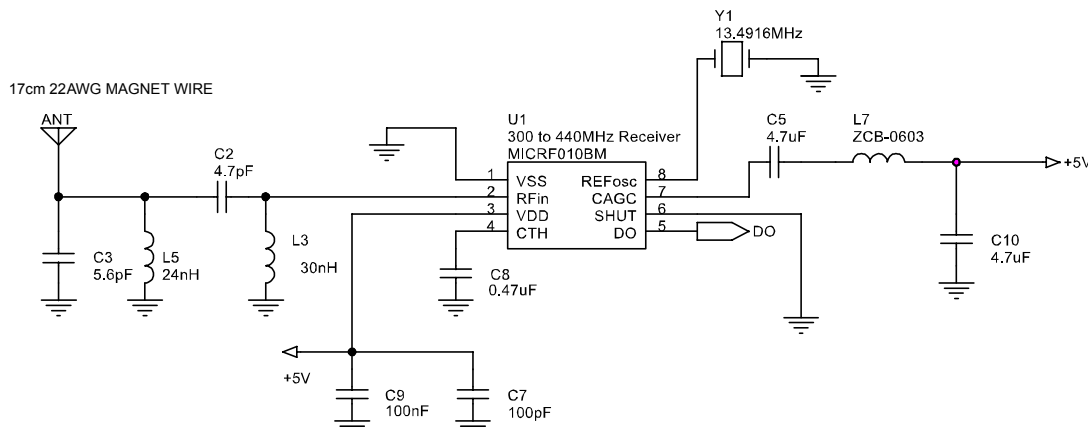 Y1
13.4916MHz
17cm 22AWG MAGNET WIRE
ANT
C2
4.7pF
U1
300 to 440MHz Receiver
MICRF010BM
C5
4.7uF
L7
ZCB-0603
+5V
1 VSS REFosc 8
2 RFin CAGC 7
3 VDD SHUT 6
4 CTH DO 5
DO
C3
5.6pF
L5
24nH
L3
30nH
C8
0.47uF
C10
4.7uF
+5V
C9
100nF
C7
100pF